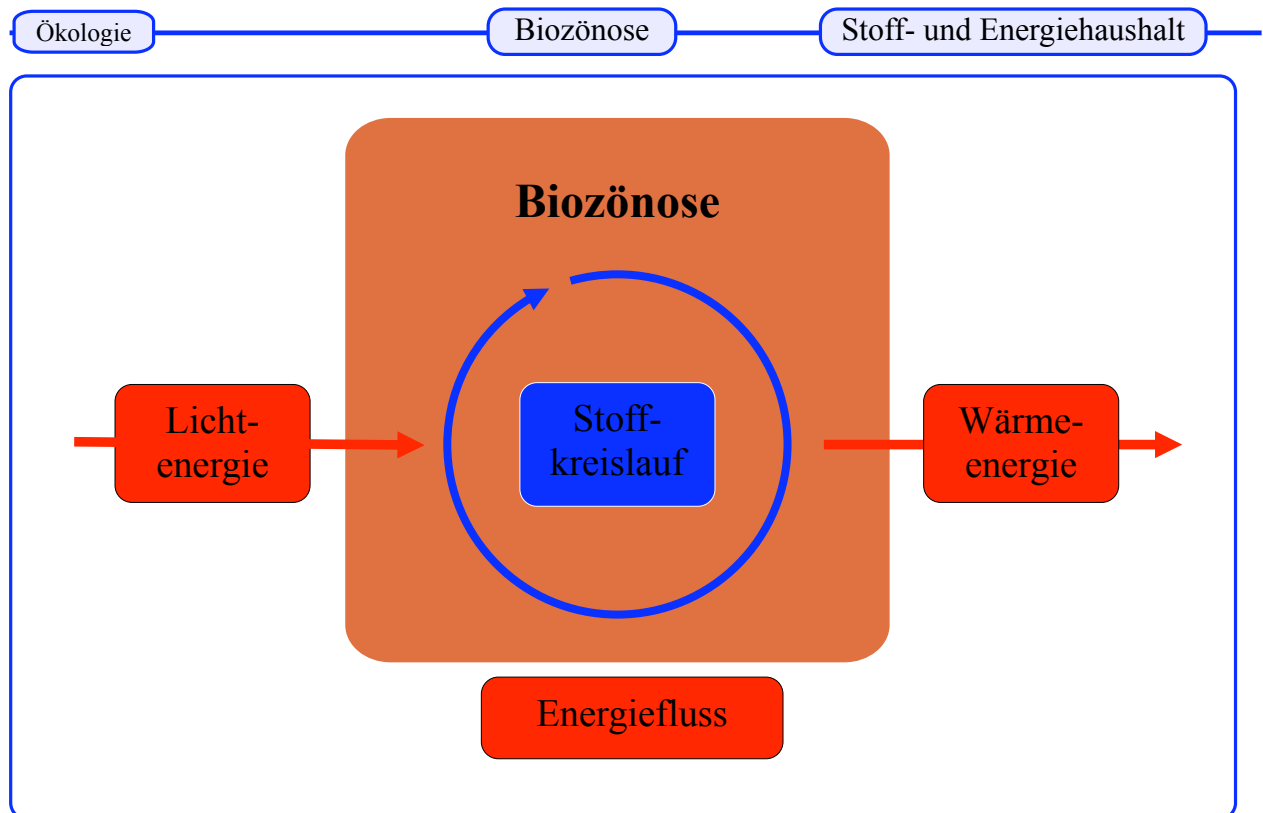 Ökologie
Biozönose
Stoff- und Energiehaushalt
Biozönose
Licht-
energie
Stoff-
kreislauf
Wärme-
energie
Energiefluss